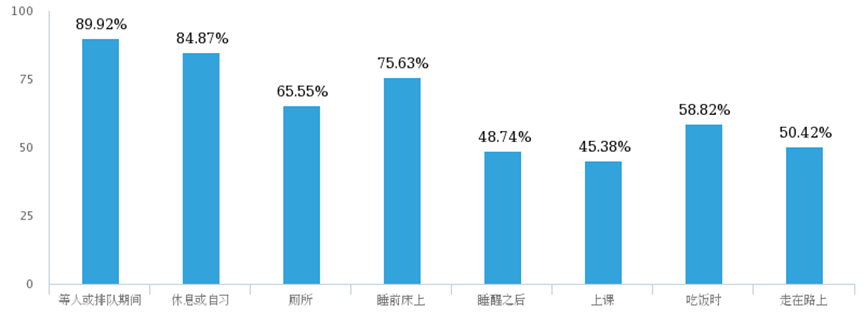 100
75
50
25
0
89.92%
84.87%
65.55%
75.63%
48.74%
45.38%
58.82%
50.42%
等人或排队期间
休息或自习
厕所
睡前床上
睡醒之后
上课
吃饭时
走在路上